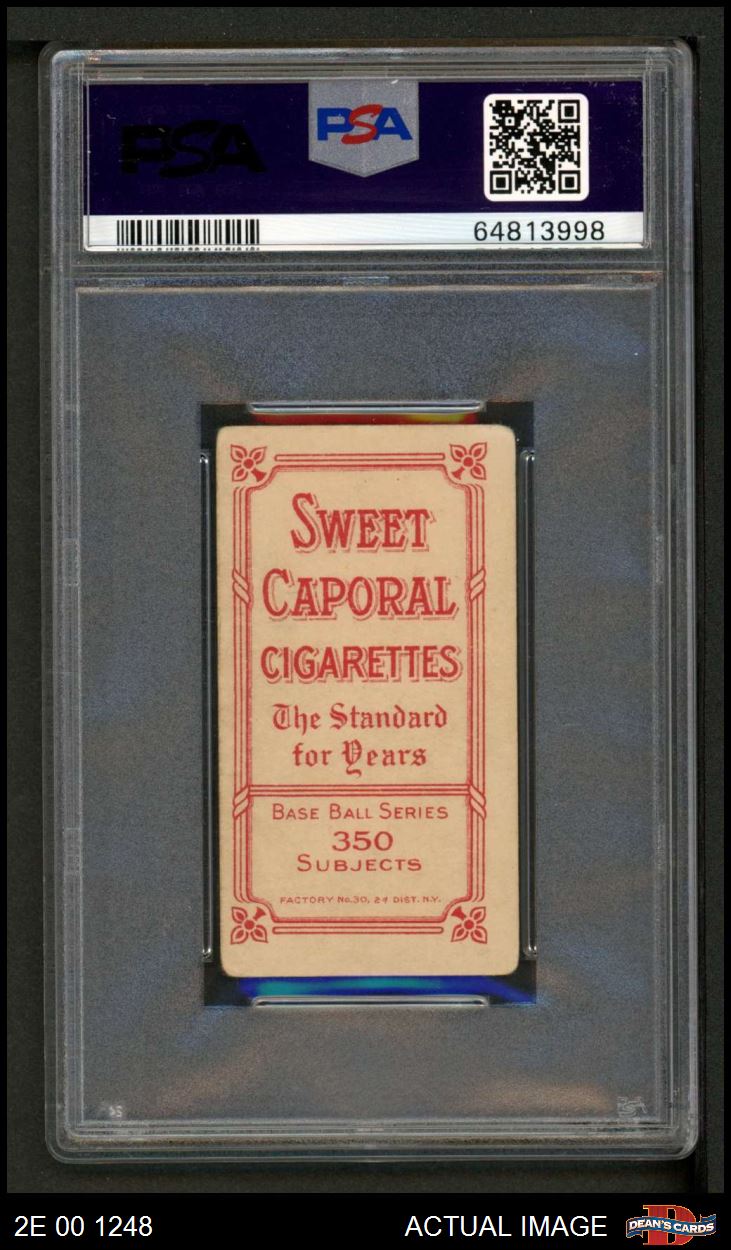 PSA
PSA
64813998
SWEET
CAPORAL
CIGARETTES
The Standard
for Years
BASE BALL SERIES
350
SUBJECTS
FACTORY No. 30, 2d DIST. N.Y.
2E 00 1248
ACTUAL IMAGE
DEAN'S CARDS